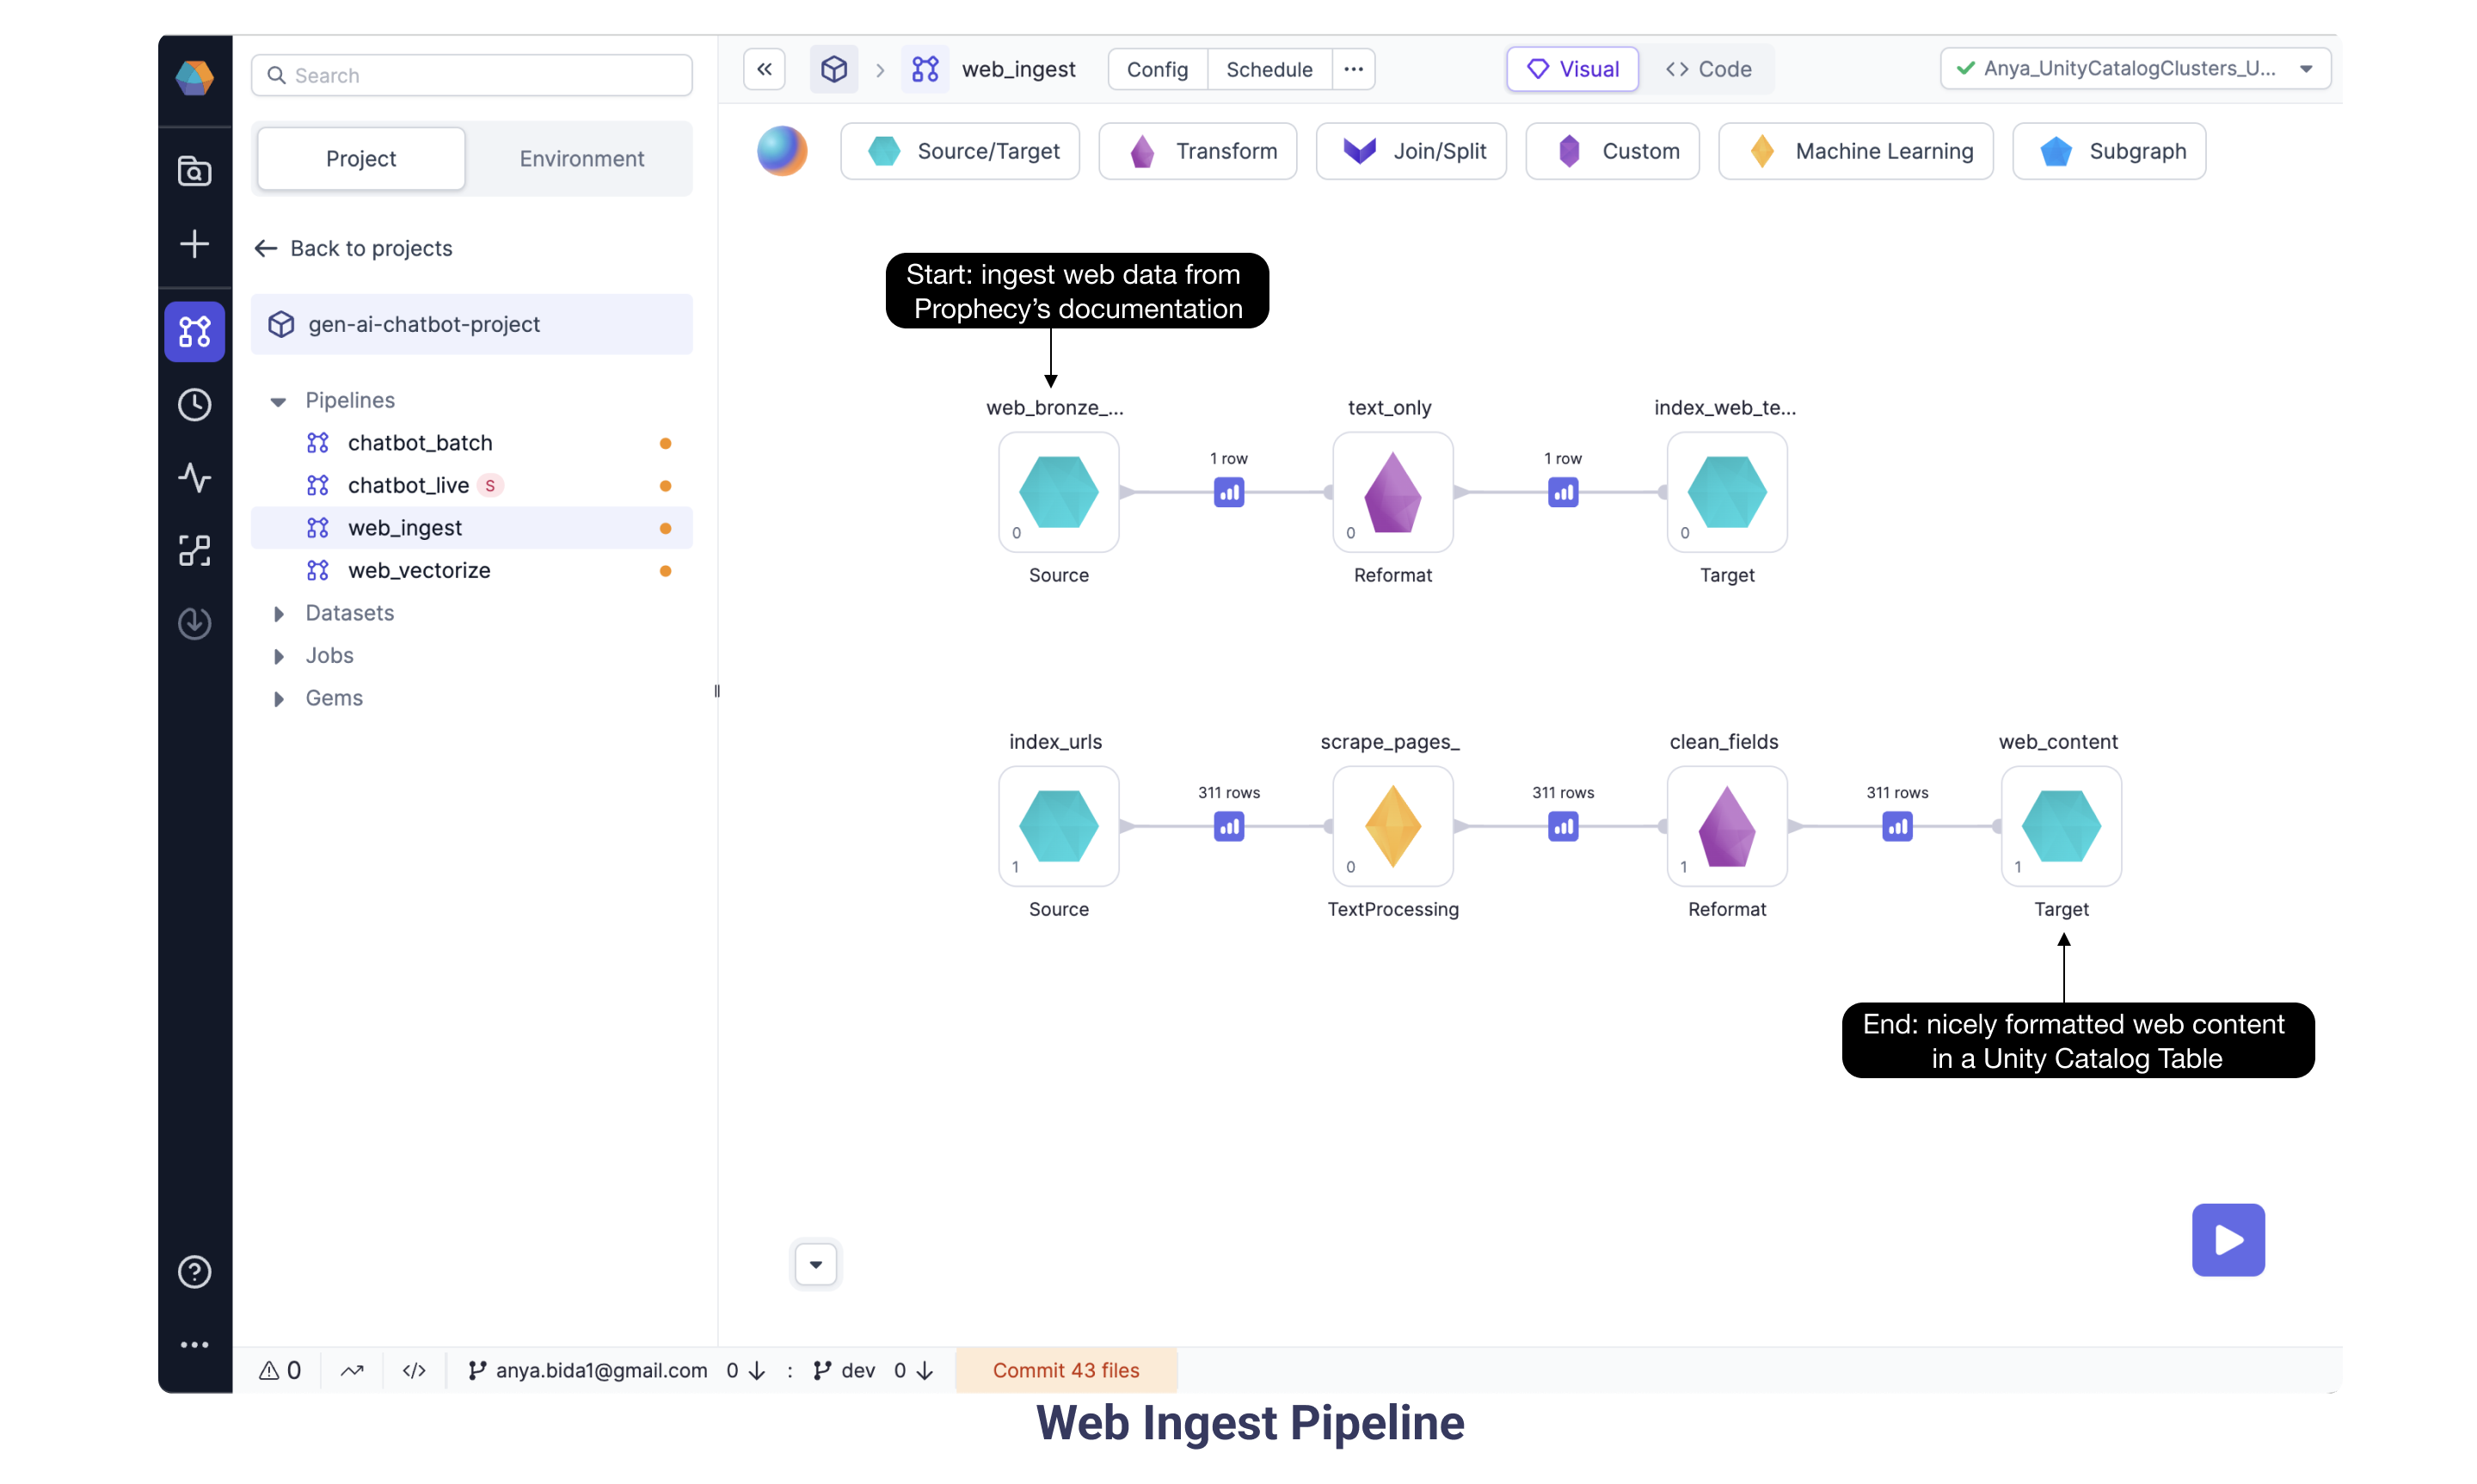 Search
web_ingest
Config
Schedule
Visual
Code
Anya_UnityCatalogClusters_U...
Project
Environment
Source/Target
Transform
Join/Split
Custom
Machine Learning
Subgraph
Back to projects
gen-ai-chatbot-project
Pipelines
chatbot_batch
chatbot_live S
web_ingest
web_vectorize
Datasets
Jobs
Gems
Start: ingest web data from
Prophecy’s documentation
web_bronze_...
text_only
index_web_te...
1 row
1 row
0
0
0
Source
Reformat
Target
index_urls
scrape_pages_
clean_fields
web_content
311 rows
311 rows
311 rows
1
0
1
1
Source
TextProcessing
Reformat
Target
End: nicely formatted web content
in a Unity Catalog Table
0
anya.bida1@gmail.com 0 : dev 0
Commit 43 files
Web Ingest Pipeline